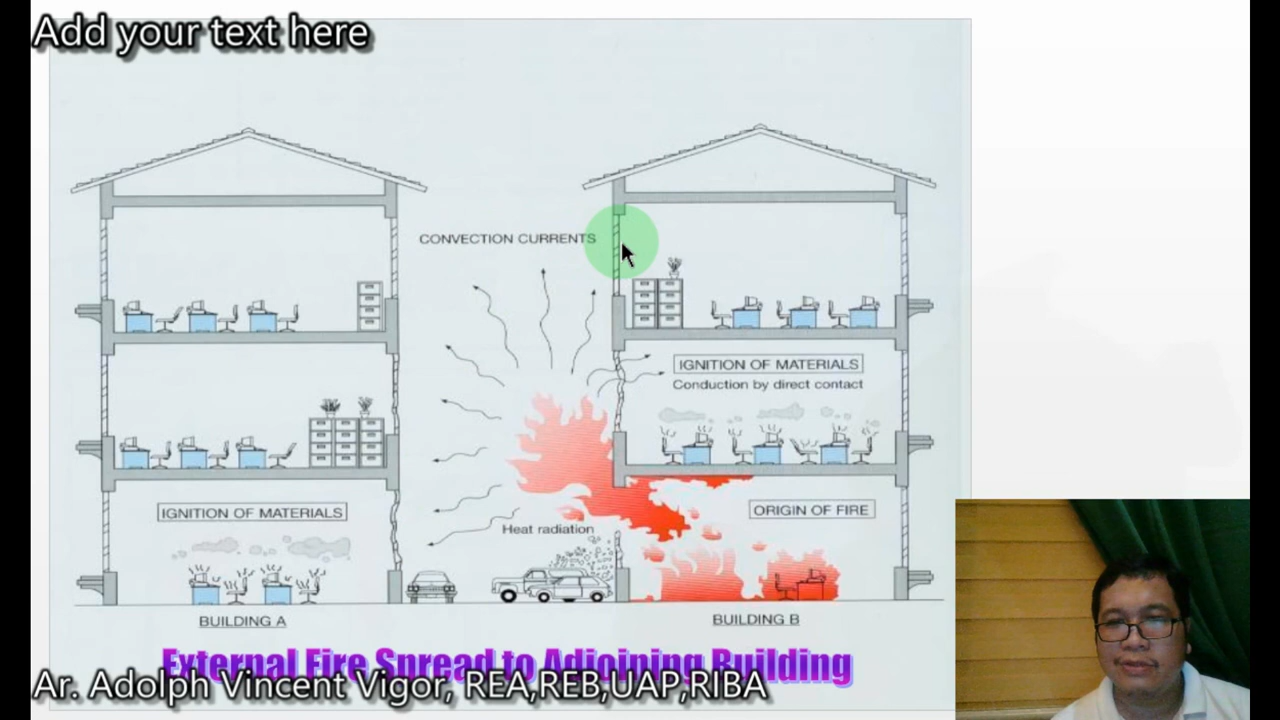 Add your text here
CONVECTION CURRENTS
IGNITION OF MATERIALS
Conduction by direct contact
IGNITION OF MATERIALS
ORIGIN OF FIRE
Heat radiation
BUILDING A
BUILDING B
External Fire Spread to Adjoining Building
Ar. Adolph Vincent Vigor, REA,REB,UAP,RIBA